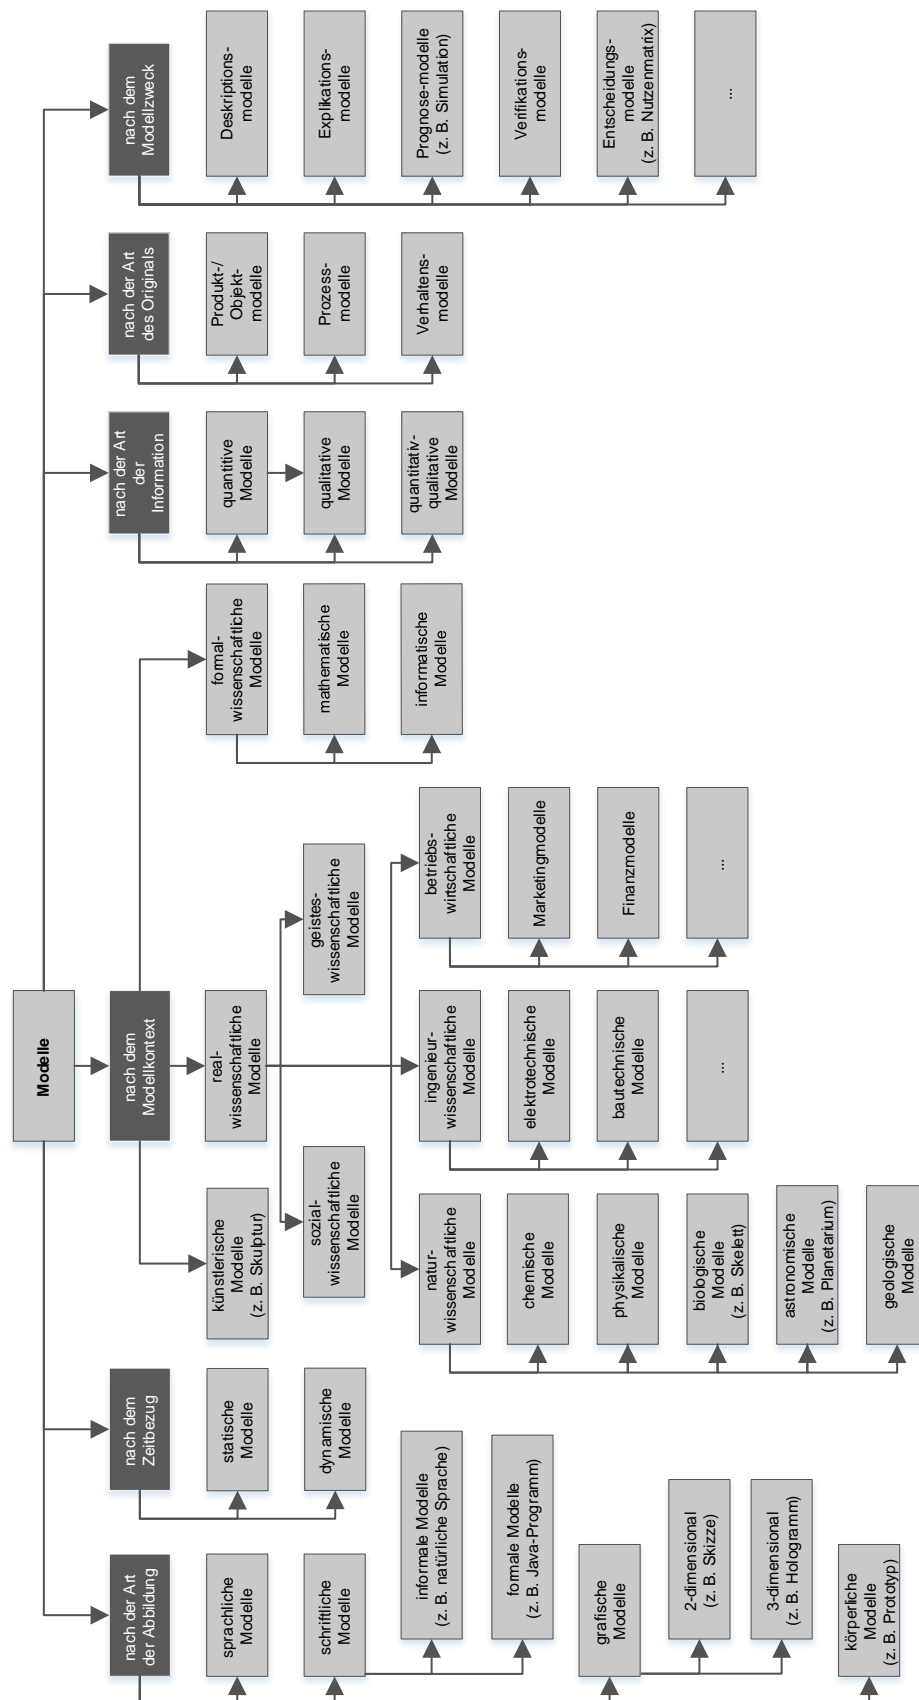 Modelle
nach der Art
der Abbildung
sprachliche
Modelle
schriftliche
Modelle
informale Modelle
(z. B. natürliche Sprache)
formale Modelle
(z. B. Java-Programm)
grafische
Modelle
2-dimensional
(z. B. Skizze)
3-dimensional
(z. B. Hologramm)
körperliche
Modelle
(z. B. Prototyp)
nach dem
Zeitbezug
statische
Modelle
dynamische
Modelle
nach dem
Modellkontext
künstlerische
Modelle
(z. B. Skulptur)
real-
wissenschaftliche
Modelle
sozial-
wissenschaftliche
Modelle
geistes-
wissenschaftliche
Modelle
natur-
wissenschaftliche
Modelle
chemische
Modelle
physikalische
Modelle
biologische
Modelle
(z. B. Skelett)
astronomische
Modelle
(z. B. Planetarium)
geologische
Modelle
ingenieur-
wissenschaftliche
Modelle
elektrotechnische
Modelle
bautechnische
Modelle
...
betriebs-
wirtschaftliche
Modelle
Marketingmodelle
Finanzmodelle
...
formal-
wissenschaftliche
Modelle
mathematische
Modelle
informatische
Modelle
nach der Art
der
Information
quantitive
Modelle
qualitative
Modelle
quantitativ-
qualitative
Modelle
nach der Art
des Originals
Produkt-/
Objekt-
modelle
Prozess-
modelle
Verhaltens-
modelle
nach dem
Modellzweck
Deskriptions-
modelle
Explikations-
modelle
Prognose-modelle
(z. B. Simulation)
Verifikations-
modelle
Entscheidungs-
modelle
(z. B. Nutzenmatrix)
...